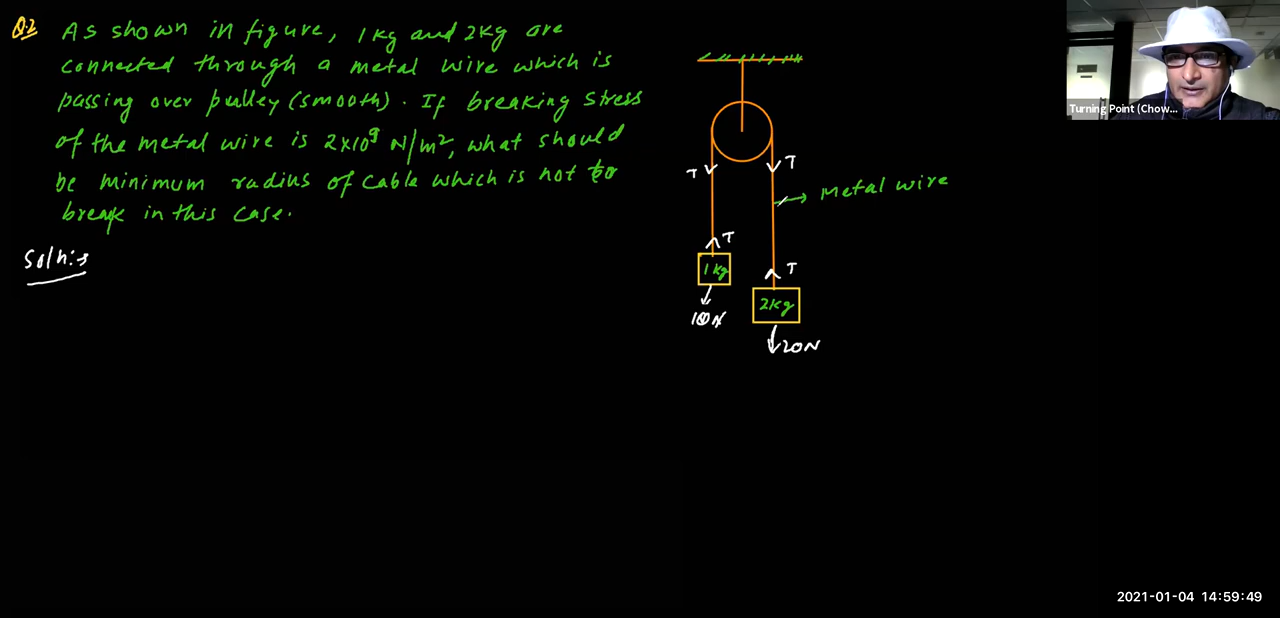 Q.2 As shown in figure, 1kg and 2kg are
connected through a metal wire which is
passing over pulley (smooth). If breaking stress
of the metal wire is 2×10⁹ N/m², what should
be minimum radius of cable which is not to
break in this case.
Soln:→
T
T
Metal wire
T
1kg
10N
T
2kg
20N
Turning Point (Chow...
2021-01-04 14:59:49